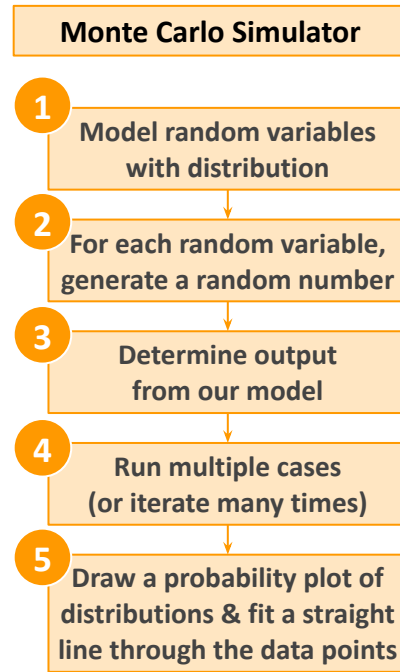 Monte Carlo Simulator
1
Model random variables
with distribution
2
For each random variable,
generate a random number
3
Determine output
from our model
4
Run multiple cases
(or iterate many times)
5
Draw a probability plot of
distributions & fit a straight
line through the data points